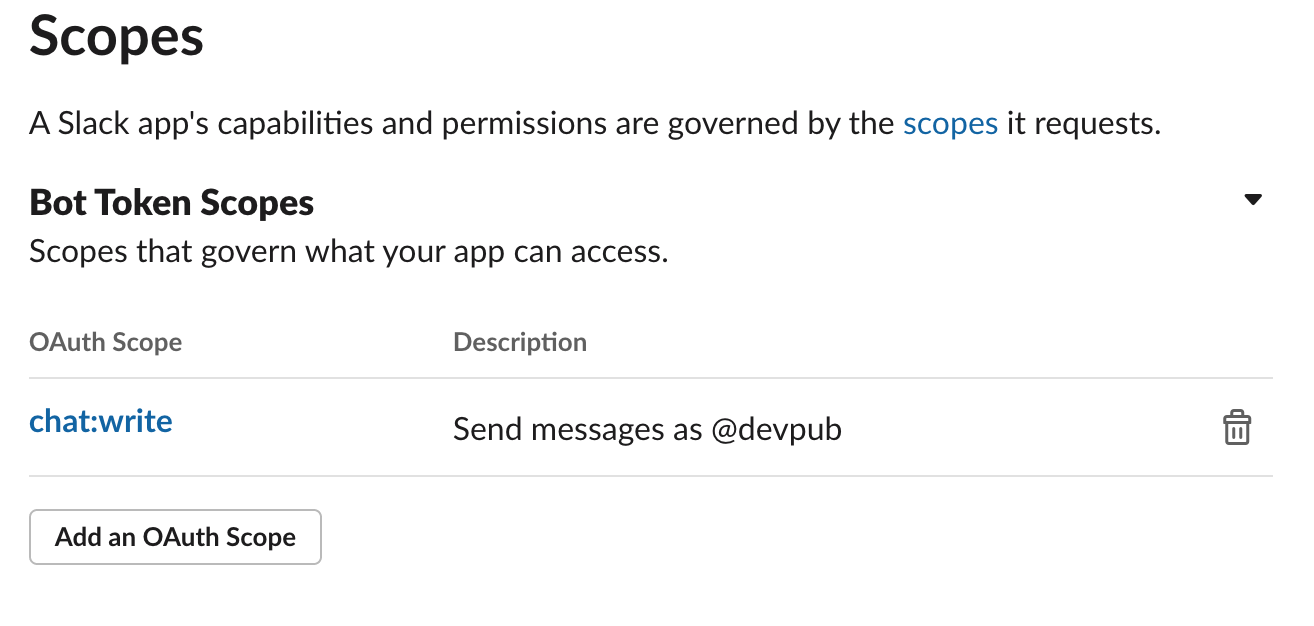 Scopes
A Slack app's capabilities and permissions are governed by the scopes it requests.
Bot Token Scopes
Scopes that govern what your app can access.
OAuth Scope Description
chat:write Send messages as @devpub
Add an OAuth Scope